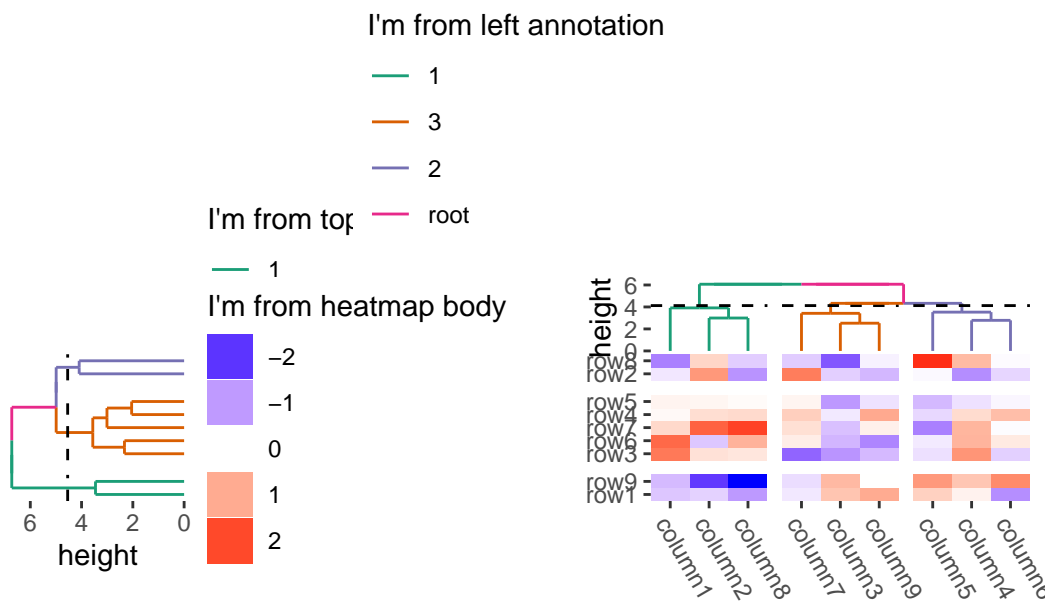 I'm from left annotation
1
3
2
root
I'm from top
1
I'm from heatmap body
−2
−1
0
1
2
6 4 2 0
height
height
6
4
2
0
row8
row2
row5
row4
row7
row6
row3
row9
row1
column1
column2
column8
column7
column3
column9
column5
column4
column6